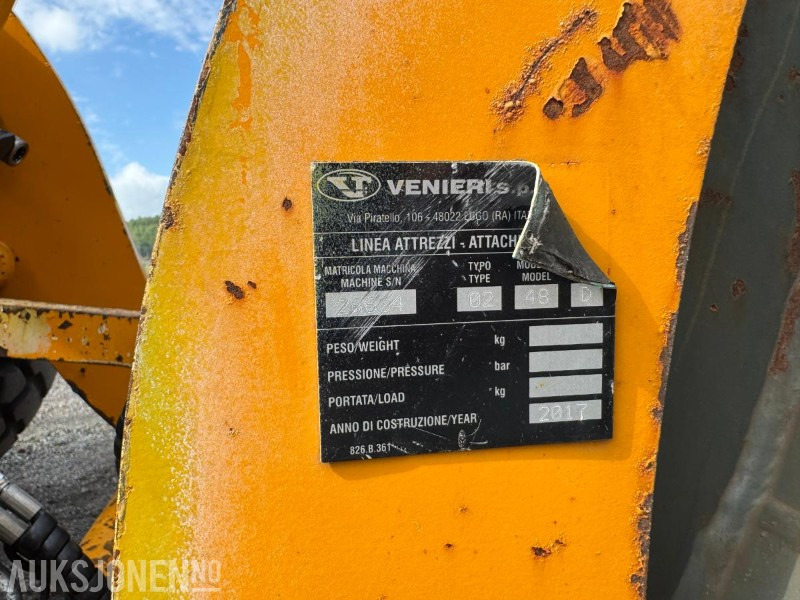 VENIERI s.p.
Via Piratello, 106 - 48022 LUGO (RA) ITA
LINEA ATTREZZI - ATTACH
MATRICOLA MACCHINA
MACHINE S/N
TYPO
TYPE
MODE
MODEL
02 48 D
PESO/WEIGHT kg
PRESSIONE/PRESSURE bar
PORTATA/LOAD kg
ANNO DI COSTRUZIONE/YEAR 2017
826.B.361
AUKSJONEN.NO